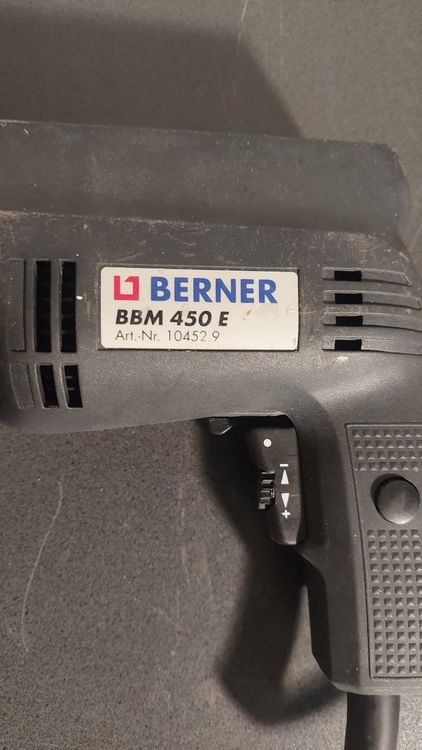 BERNER
BBM 450 E
Art.-Nr. 10452.9
- +